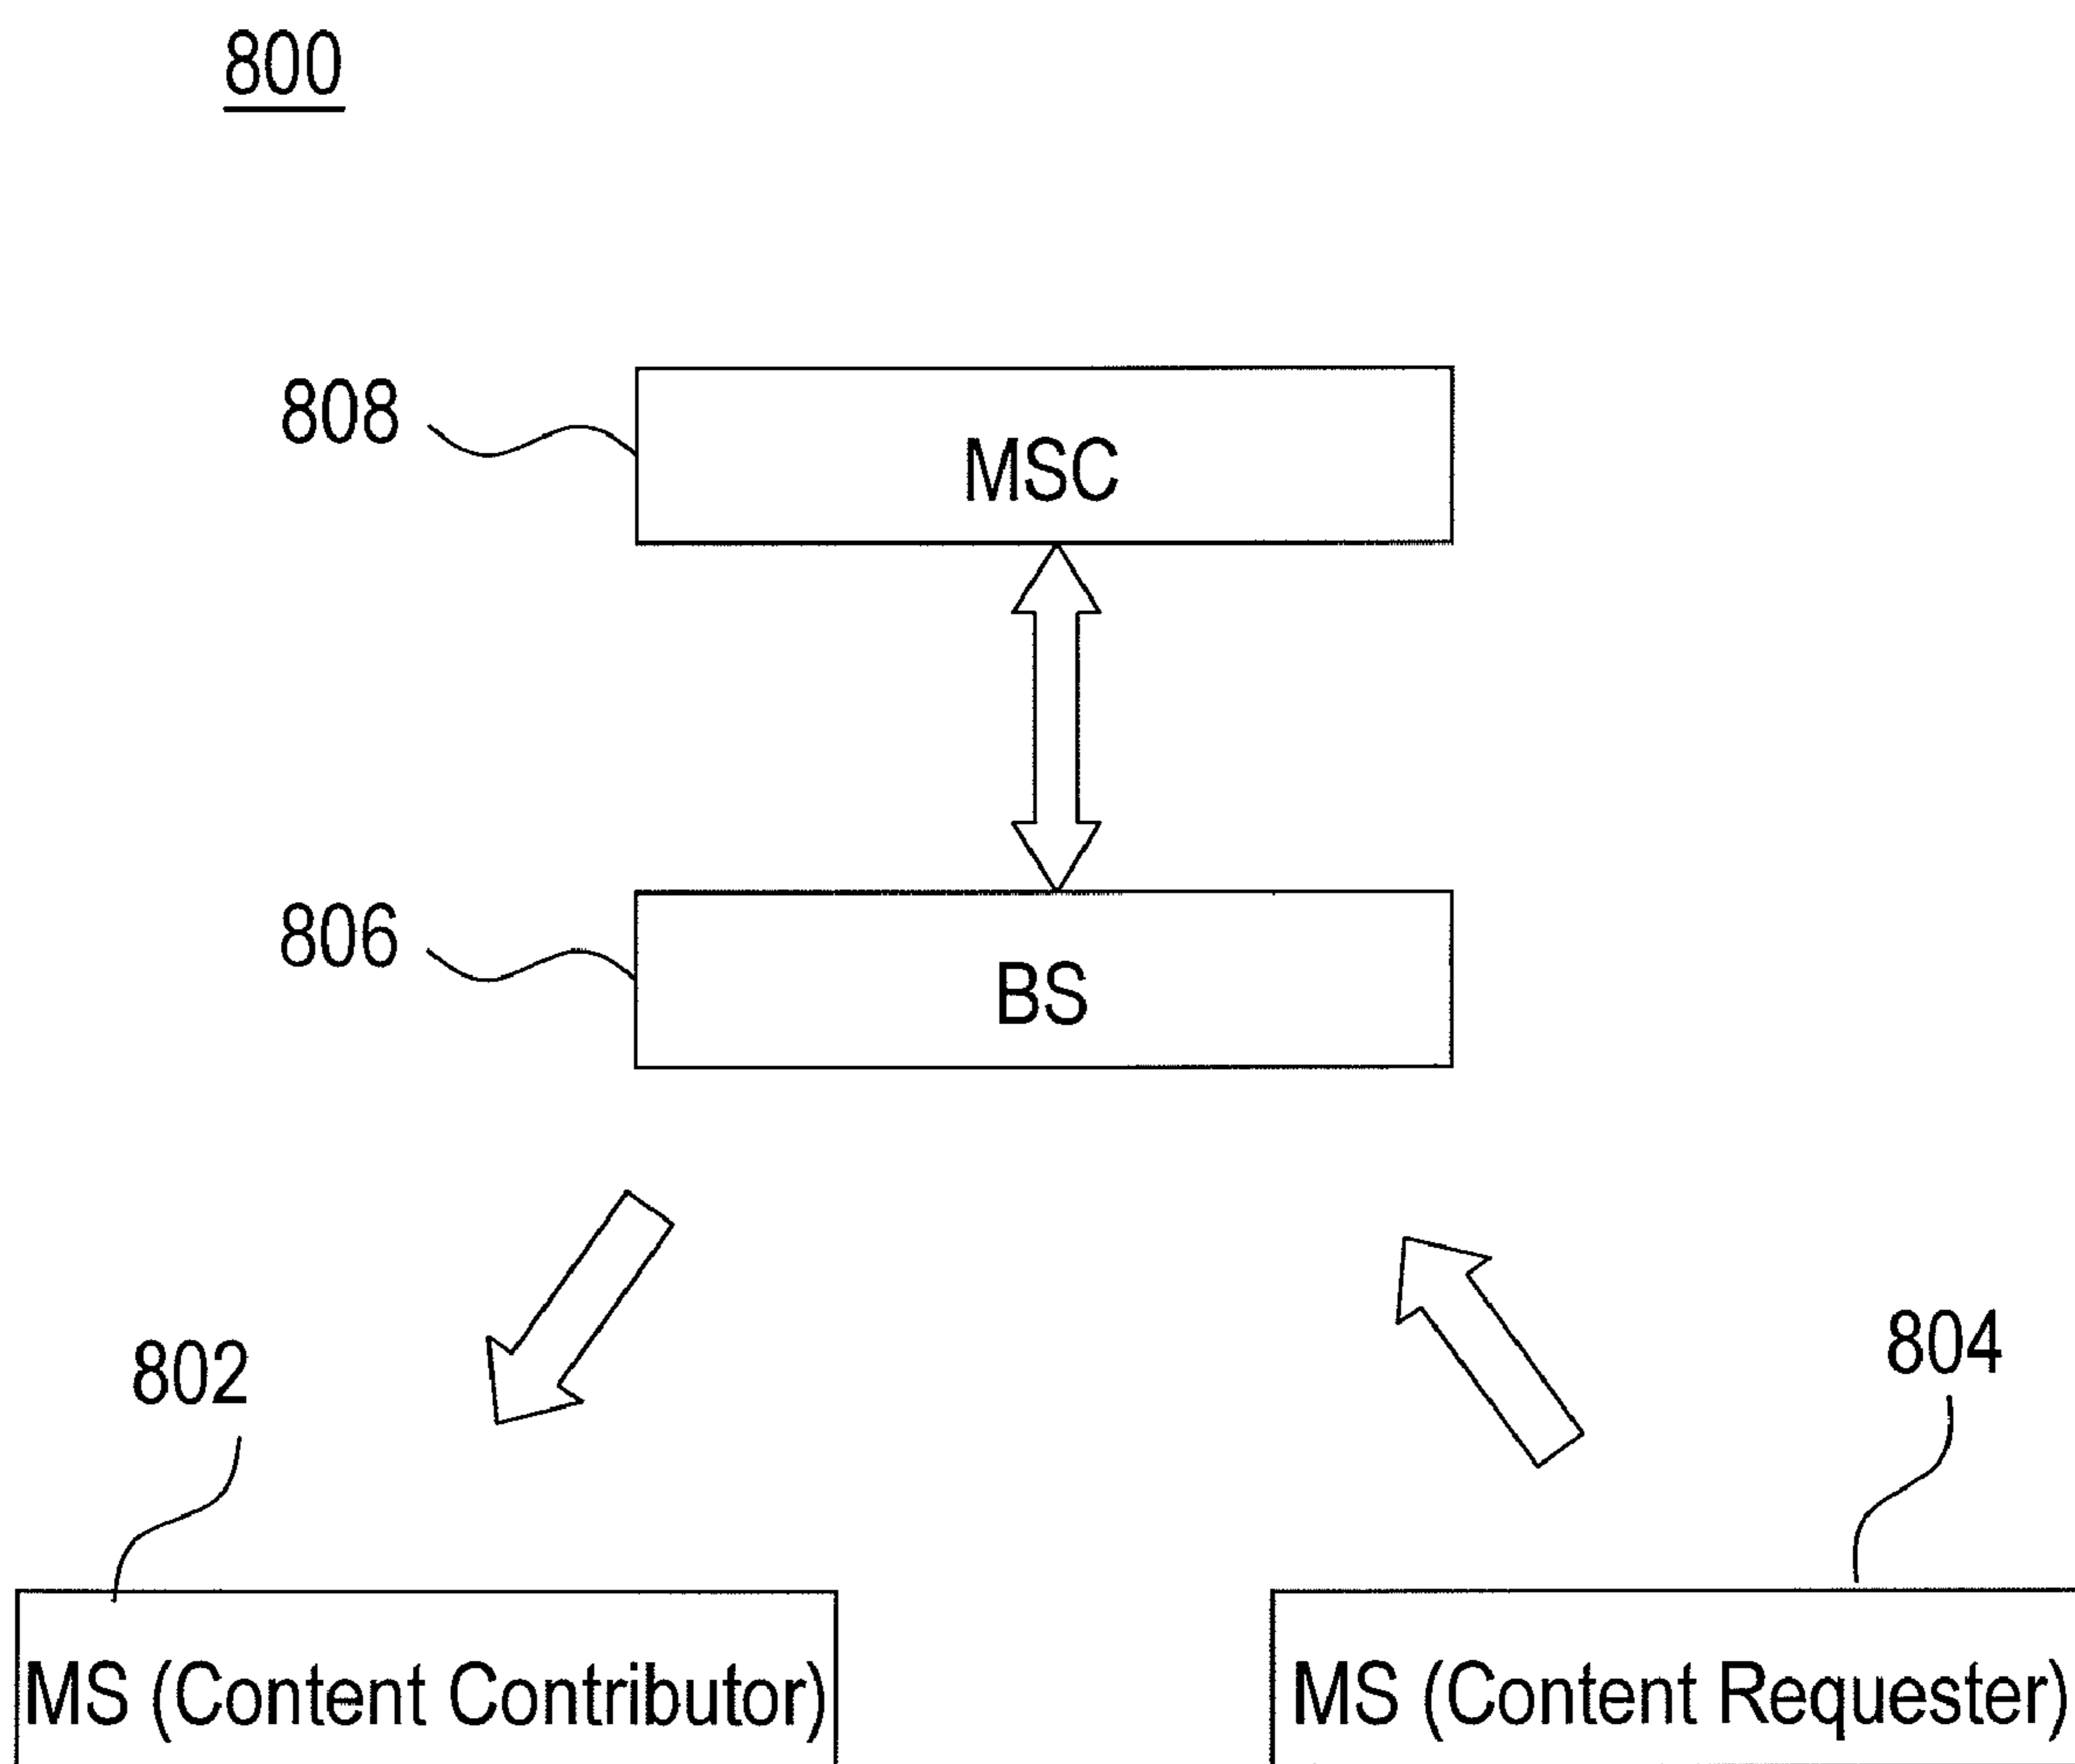 800
808
MSC
806
BS
802
804
MS (Content Contributor)
MS (Content Requester)